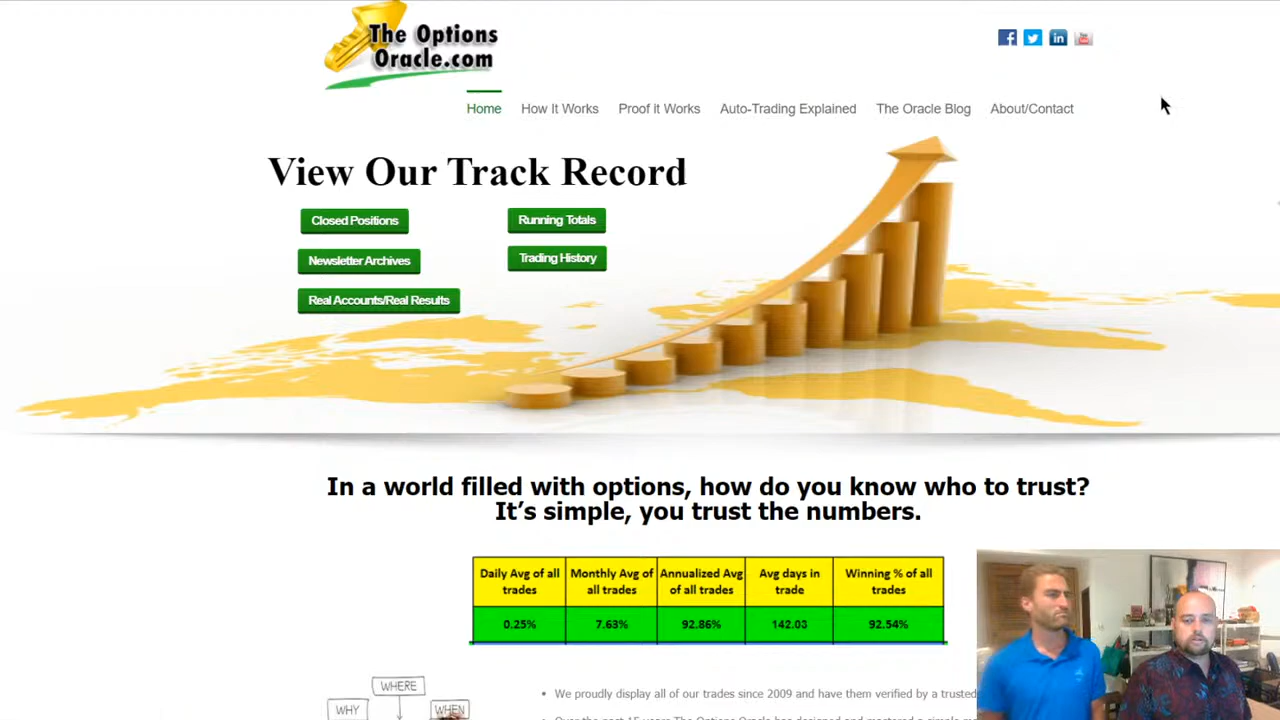 The Options
Oracle.com
Home How It Works Proof it Works Auto-Trading Explained The Oracle Blog About/Contact
View Our Track Record
Closed Positions Running Totals
Newsletter Archives Trading History
Real Accounts/Real Results
In a world filled with options, how do you know who to trust?
It's simple, you trust the numbers.
Daily Avg of all trades Monthly Avg of all trades Annualized Avg of all trades Avg days in trade Winning % of all trades
0.25% 7.63% 92.86% 142.03 92.54%
WHERE
WHY WHEN
We proudly display all of our trades since 2009 and have them verified by a trusted